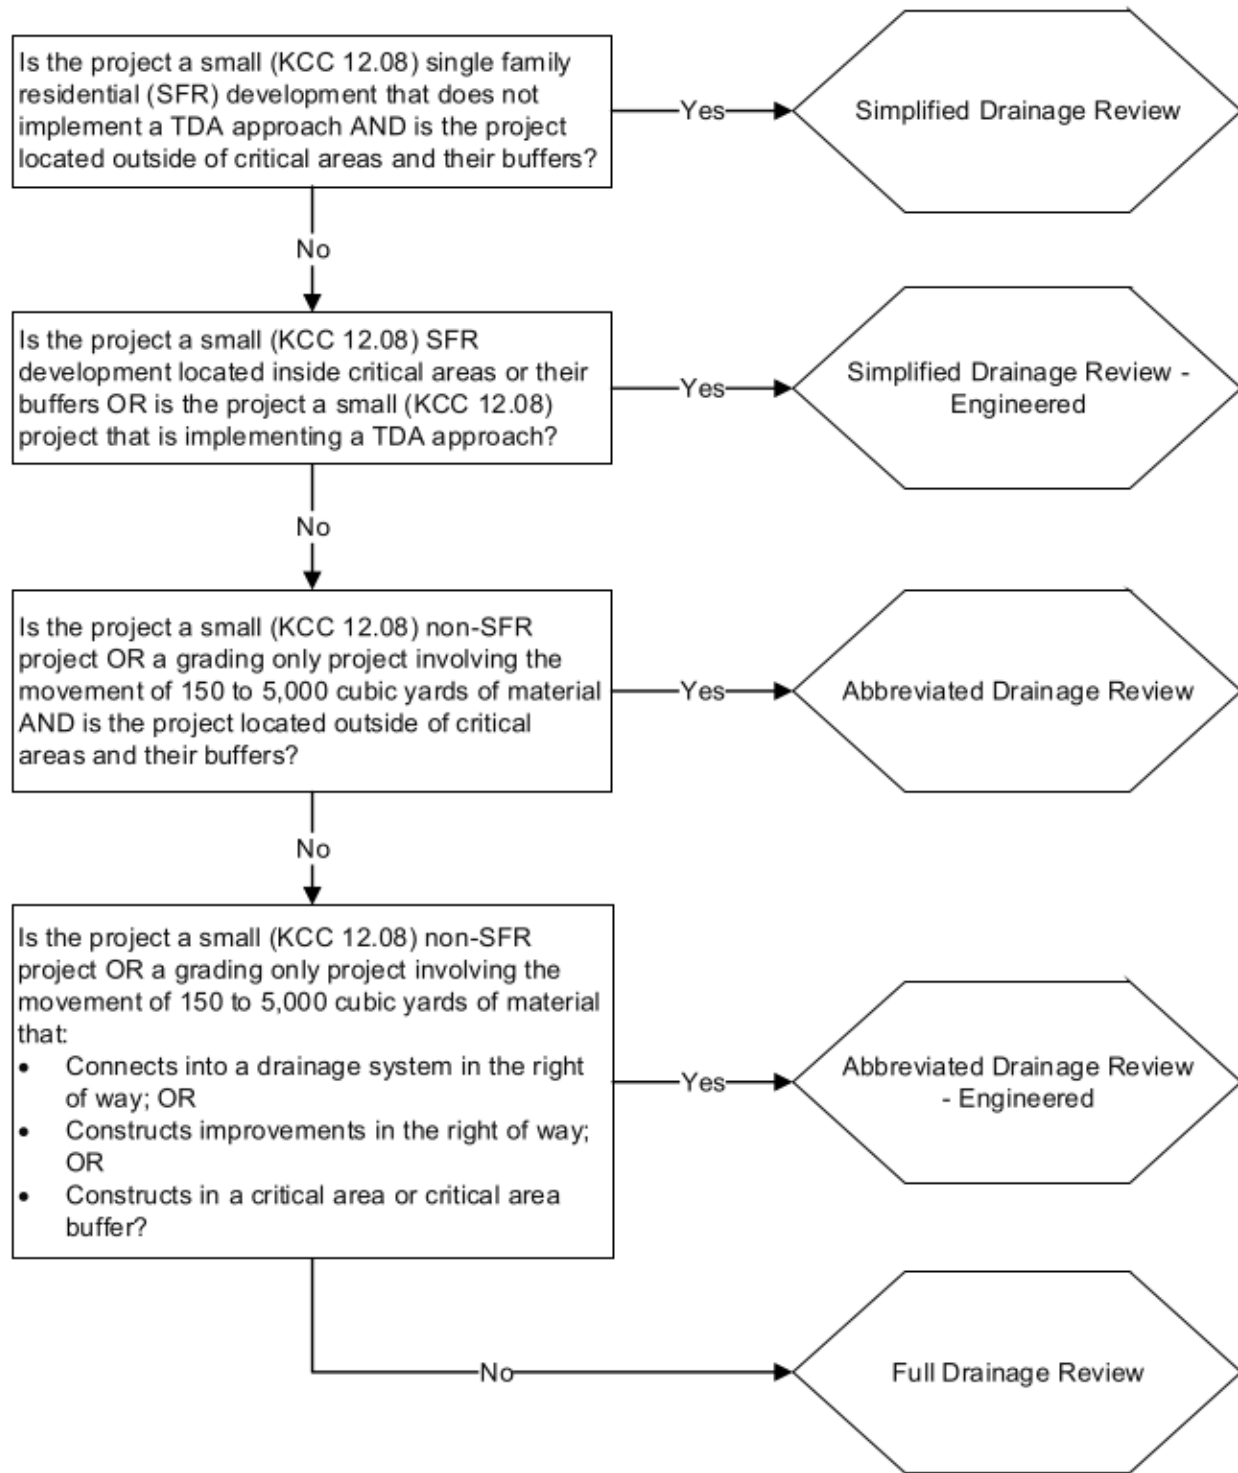 Is the project a small (KCC 12.08) single family
residential (SFR) development that does not
implement a TDA approach AND is the project
located outside of critical areas and their buffers?
Yes
Simplified Drainage Review
No
Is the project a small (KCC 12.08) SFR
development located inside critical areas or their
buffers OR is the project a small (KCC 12.08)
project that is implementing a TDA approach?
Yes
Simplified Drainage Review -
Engineered
No
Is the project a small (KCC 12.08) non-SFR
project OR a grading only project involving the
movement of 150 to 5,000 cubic yards of material
AND is the project located outside of critical
areas and their buffers?
Yes
Abbreviated Drainage Review
No
Is the project a small (KCC 12.08) non-SFR
project OR a grading only project involving the
movement of 150 to 5,000 cubic yards of material
that:
• Connects into a drainage system in the right
of way; OR
• Constructs improvements in the right of way;
OR
• Constructs in a critical area or critical area
buffer?
Yes
Abbreviated Drainage Review
- Engineered
No
Full Drainage Review